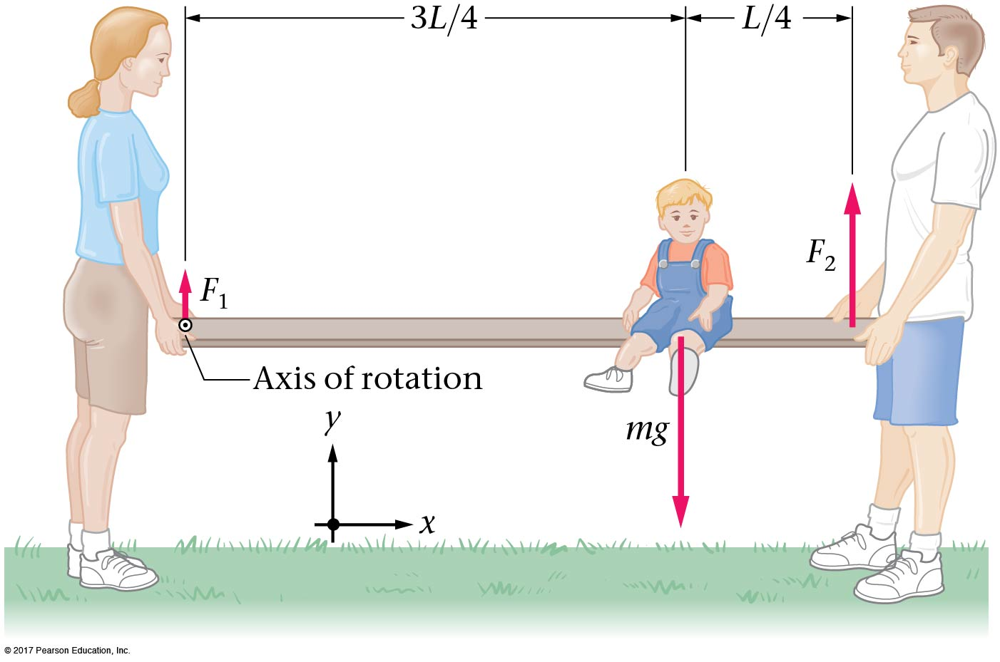 3L/4
L/4
F₁
F₂
Axis of rotation
mg
y
x
© 2017 Pearson Education, Inc.